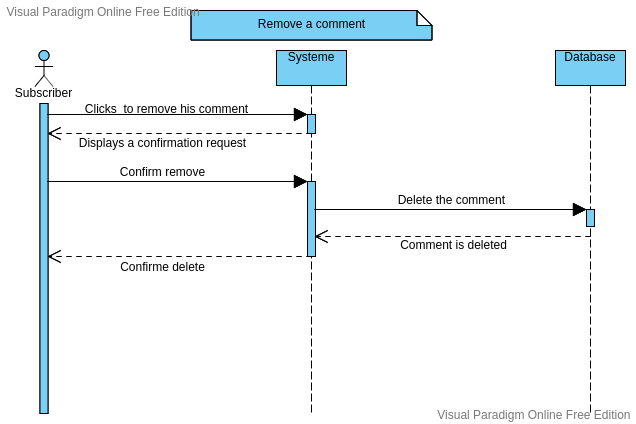 Visual Paradigm Online Free Edition
Remove a comment
Systeme
Database
Subscriber
Clicks to remove his comment
Displays a confirmation request
Confirm remove
Delete the comment
Comment is deleted
Confirme delete
Visual Paradigm Online Free Edition